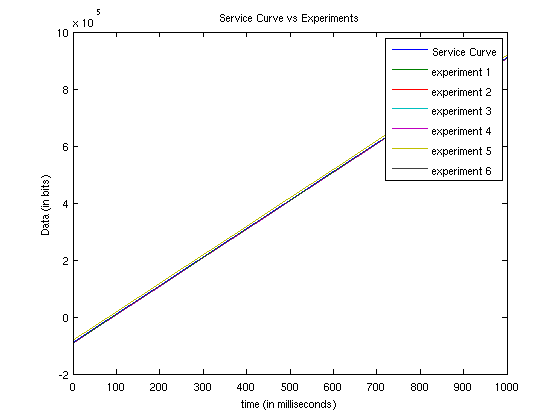 Service Curve vs Experiments
x 10^5
10
8
6
4
2
0
-2
Data (in bits)
0 100 200 300 400 500 600 700 800 900 1000
time (in milliseconds)
Service Curve
experiment 1
experiment 2
experiment 3
experiment 4
experiment 5
experiment 6